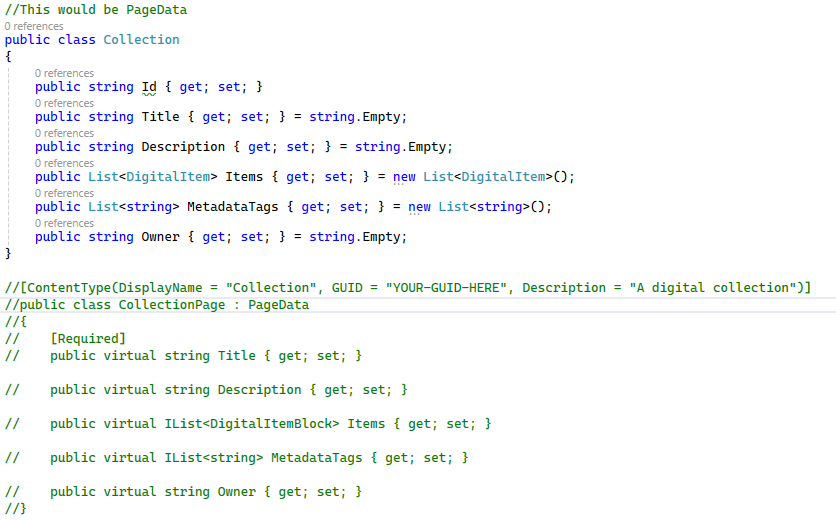 //This would be PageData
0 references
public class Collection
{
0 references
public string Id { get; set; }
0 references
public string Title { get; set; } = string.Empty;
0 references
public string Description { get; set; } = string.Empty;
0 references
public List<DigitalItem> Items { get; set; } = new List<DigitalItem>();
0 references
public List<string> MetadataTags { get; set; } = new List<string>();
0 references
public string Owner { get; set; } = string.Empty;
}
//[ContentType(DisplayName = "Collection", GUID = "YOUR-GUID-HERE", Description = "A digital collection")]
//public class CollectionPage : PageData
//{
//    [Required]
//    public virtual string Title { get; set; }
//    public virtual string Description { get; set; }
//    public virtual IList<DigitalItemBlock> Items { get; set; }
//    public virtual IList<string> MetadataTags { get; set; }
//    public virtual string Owner { get; set; }
//}